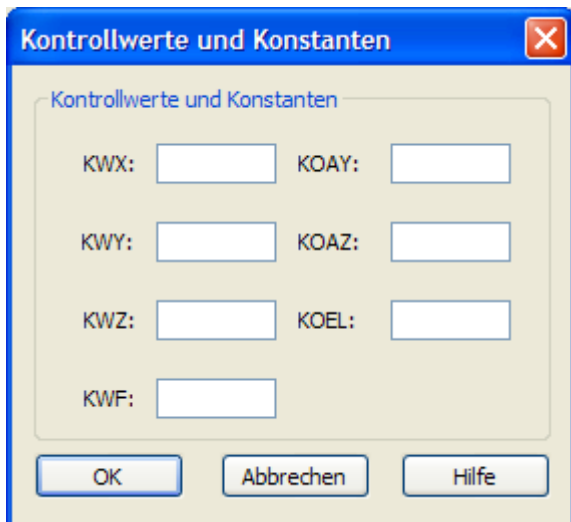 Kontrollwerte und Konstanten
Kontrollwerte und Konstanten
KWX: KOAY:
KWY: KOAZ:
KWZ: KOEL:
KWF:
OK Abbrechen Hilfe